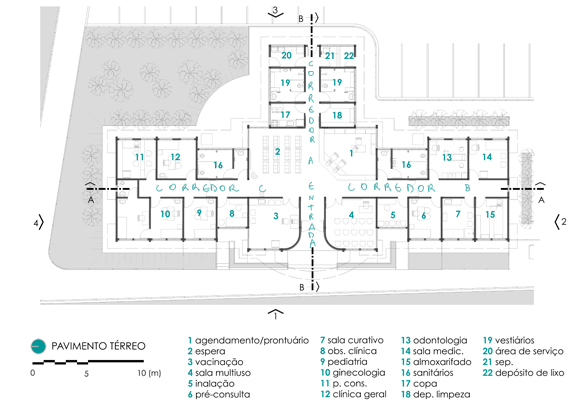 3
B
20
21 22
19
19
17
18
CORREDOR A ENTRADA
11
12
16
2
1
16
13
14
A
CORREDOR C
CORREDOR B
A
4
10
9
8
3
4
5
6
7
15
2
B
1
PAVIMENTO TÉRREO
0 5 10 (m)
1 agendamento/prontuário
2 espera
3 vacinação
4 sala multiuso
5 inalação
6 pré-consulta
7 sala curativo
8 obs. clínica
9 pediatria
10 ginecologia
11 p. cons.
12 clínica geral
13 odontologia
14 sala medic.
15 almoxarifado
16 sanitários
17 copa
18 dep. limpeza
19 vestiários
20 área de serviço
21 sep.
22 depósito de lixo